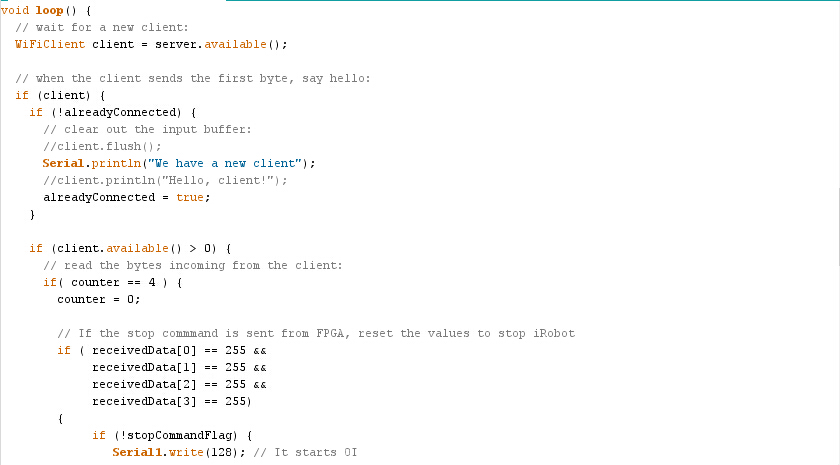 void loop() {
  // wait for a new client:
  WiFiClient client = server.available();

  // when the client sends the first byte, say hello:
  if (client) {
    if (!alreadyConnected) {
      // clear out the input buffer:
      //client.flush();
      Serial.println("We have a new client");
      //client.println("Hello, client!");
      alreadyConnected = true;
    }

    if (client.available() > 0) {
      // read the bytes incoming from the client:
      if( counter == 4 ) {
        counter = 0;

        // If the stop commmand is sent from FPGA, reset the values to stop iRobot
        if ( receivedData[0] == 255 &&
             receivedData[1] == 255 &&
             receivedData[2] == 255 &&
             receivedData[3] == 255)
        {
             if (!stopCommandFlag) {
                Serial1.write(128); // It starts OI